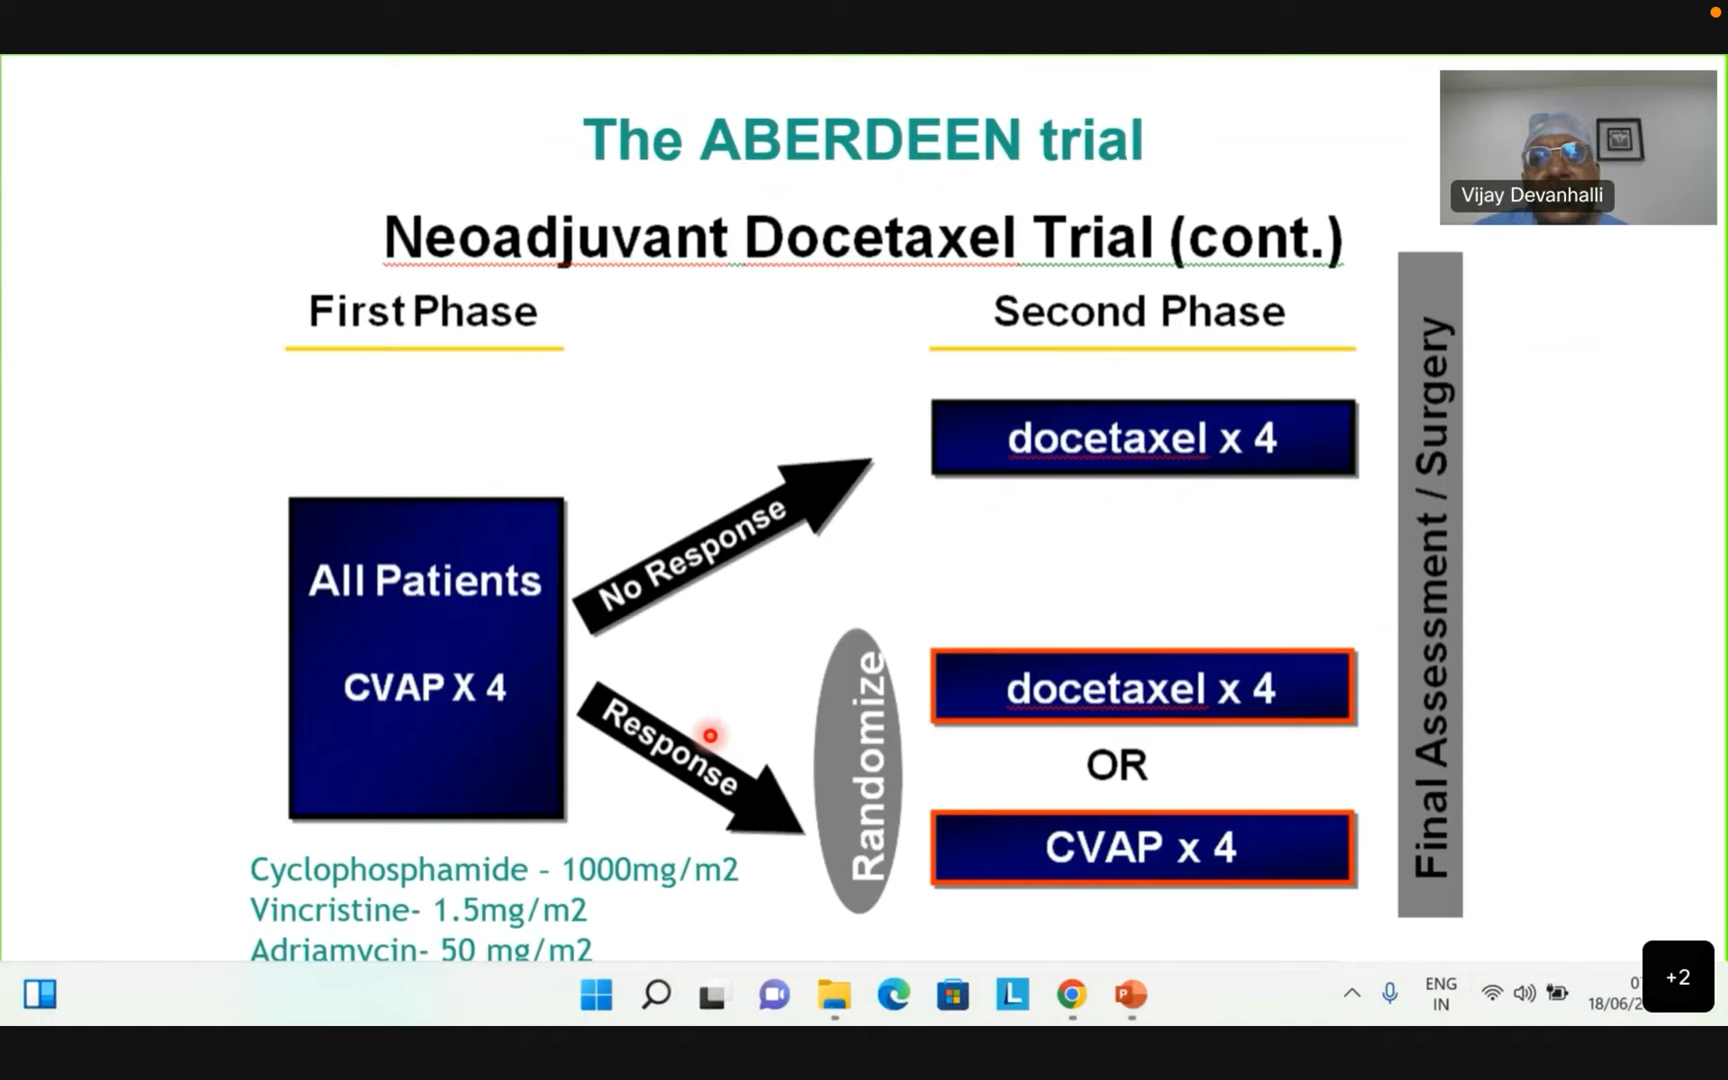 The ABERDEEN trial
Vijay Devanhalli
Neoadjuvant Docetaxel Trial (cont.)
First Phase
Second Phase
docetaxel x 4
No Response
All Patients
CVAP X 4
Response
Randomize
docetaxel x 4
OR
CVAP x 4
Final Assessment / Surgery
Cyclophosphamide - 1000mg/m2
Vincristine- 1.5mg/m2
Adriamycin- 50 mg/m2
ENG
IN
18/06/2
+2